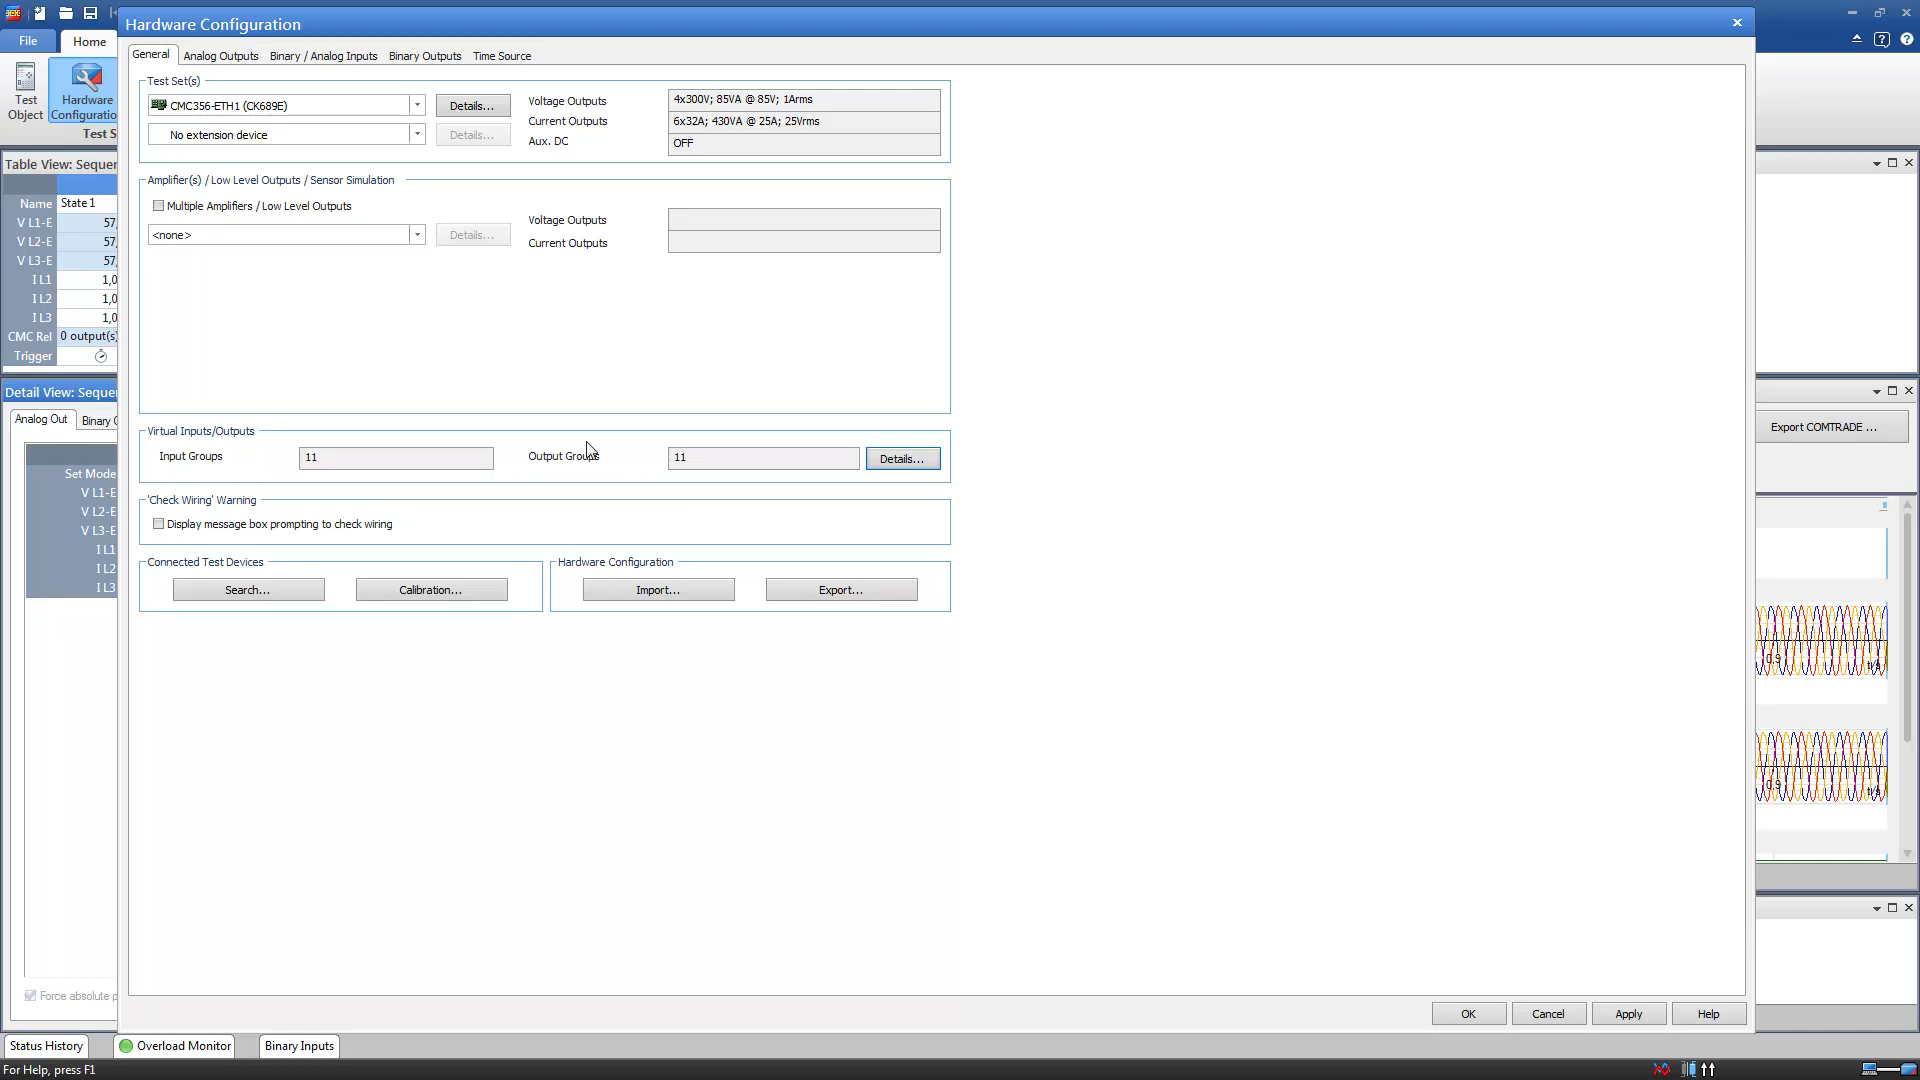 Hardware Configuration
File
Home
General
Analog Outputs
Binary / Analog Inputs
Binary Outputs
Time Source
Test Object
Hardware Configuratio
Test S
Test Set(s)
CMC356-ETH1 (CK689E)
Details...
Voltage Outputs
4x300V; 85VA @ 85V; 1Arms
Current Outputs
6x32A; 430VA @ 25A; 25Vrms
No extension device
Details...
Aux. DC
OFF
Table View: Sequen
Name State 1
V L1-E 57,
V L2-E 57,
V L3-E 57,
I L1 1,0
I L2 1,0
I L3 1,0
CMC Rel 0 output(s)
Trigger
Amplifier(s) / Low Level Outputs / Sensor Simulation
Multiple Amplifiers / Low Level Outputs
Voltage Outputs
<none>
Details...
Current Outputs
Detail View: Sequen
Analog Out
Binary O
Set Mode
V L1-E
V L2-E
V L3-E
I L1
I L2
I L3
Force absolute p
Virtual Inputs/Outputs
Input Groups
11
Output Groups
11
Details...
'Check Wiring' Warning
Display message box prompting to check wiring
Connected Test Devices
Search...
Calibration...
Hardware Configuration
Import...
Export...
Export COMTRADE ...
0,9
t/s
0,9
t/s
OK
Cancel
Apply
Help
Status History
Overload Monitor
Binary Inputs
For Help, press F1